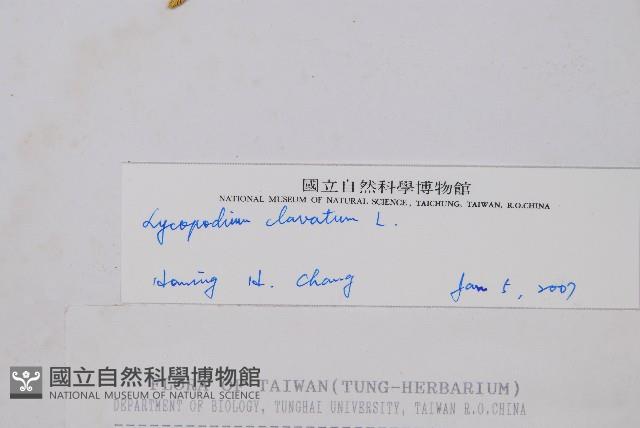 國立自然科學博物館
NATIONAL MUSEUM OF NATURAL SCIENCE, TAICHUNG, TAIWAN, R.O.CHINA
Lycopodium clavatum L.
H. Chang Jan 5, 2007
國立自然科學博物館
NATIONAL MUSEUM OF NATURAL SCIENCE
FLORA OF TAIWAN(TUNG-HERBARIUM)
DEPARTMENT OF BIOLOGY, TUNGHAI UNIVERSITY, TAIWAN R.O.CHINA